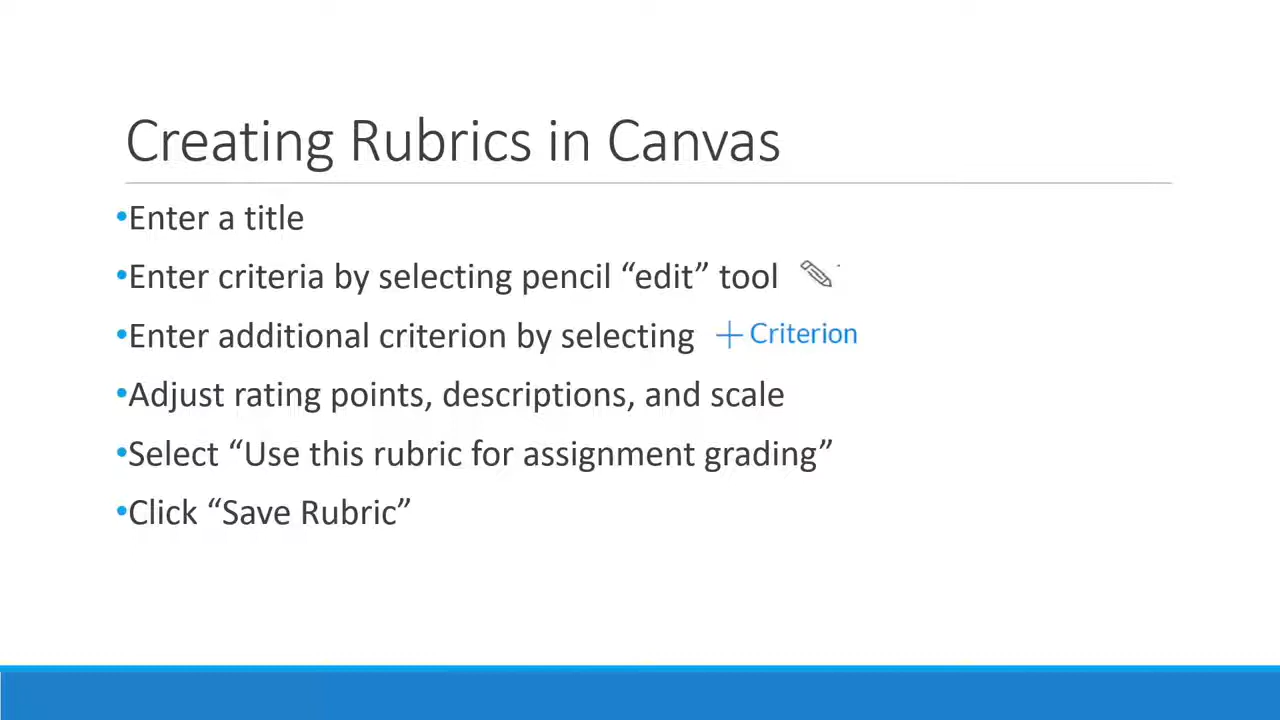 Creating Rubrics in Canvas
•Enter a title
•Enter criteria by selecting pencil “edit” tool
•Enter additional criterion by selecting + Criterion
•Adjust rating points, descriptions, and scale
•Select “Use this rubric for assignment grading”
•Click “Save Rubric”